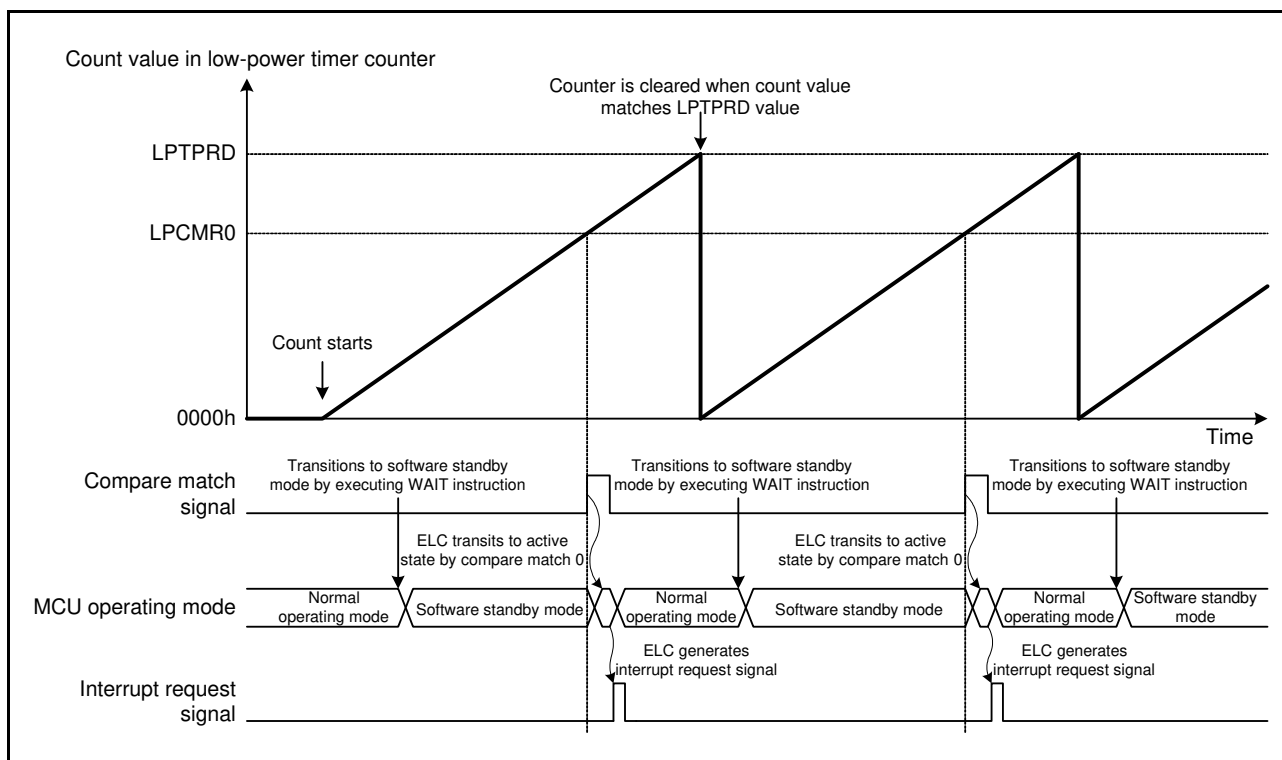 Count value in low-power timer counter
Counter is cleared when count value
matches LPTPRD value
LPTPRD
LPCMR0
Count starts
0000h
Time
Compare match
signal
Transitions to software standby
mode by executing WAIT instruction
Transitions to software standby
mode by executing WAIT instruction
Transitions to software standby
mode by executing WAIT instruction
ELC transits to active
state by compare match 0
ELC transits to active
state by compare match 0
MCU operating mode
Normal
operating mode
Software standby mode
Normal
operating mode
Software standby mode
Normal
operating mode
Software standby
mode
ELC generates
interrupt request signal
ELC generates
interrupt request signal
Interrupt request
signal